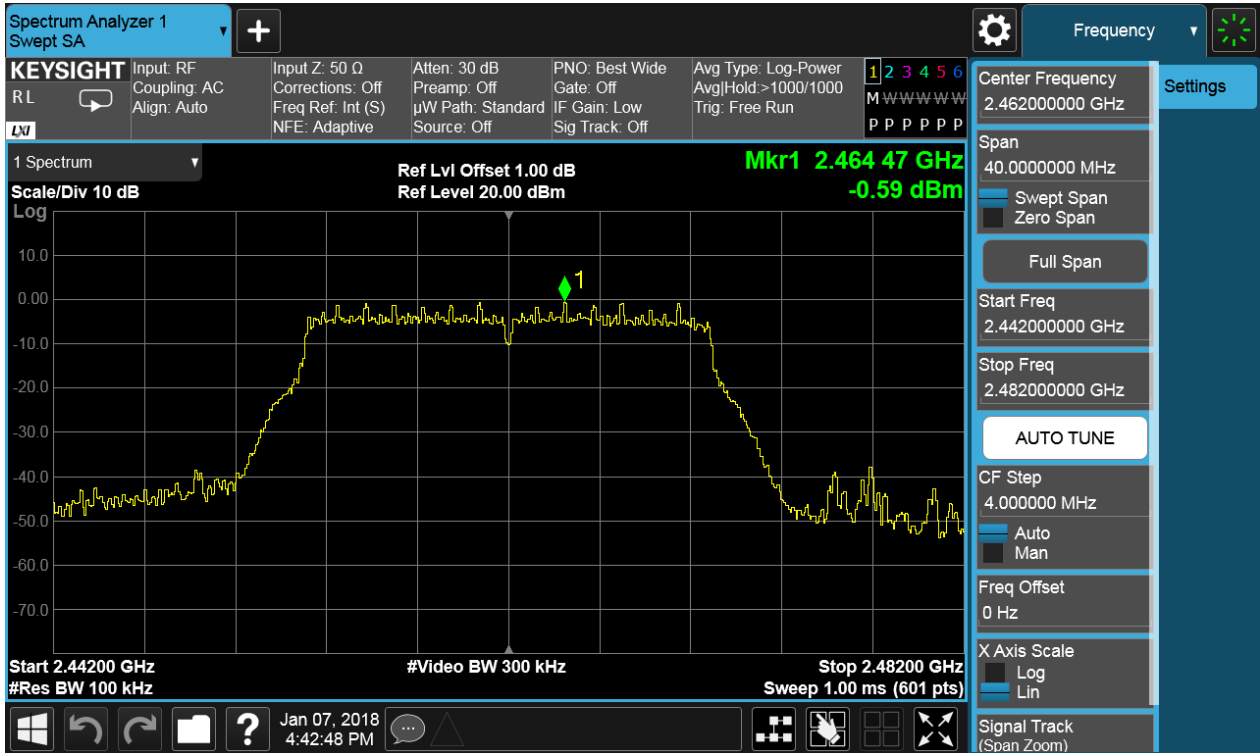 Spectrum Analyzer 1
Swept SA
+
Frequency
KEYSIGHT
R L
LXI
Input: RF
Coupling: AC
Align: Auto
Input Z: 50 Ω
Corrections: Off
Freq Ref: Int (S)
NFE: Adaptive
Atten: 30 dB
Preamp: Off
µW Path: Standard
Source: Off
PNO: Best Wide
Gate: Off
IF Gain: Low
Sig Track: Off
Avg Type: Log-Power
Avg|Hold:>1000/1000
Trig: Free Run
1 2 3 4 5 6
M W W W W W
P P P P P P
Settings
1 Spectrum
Scale/Div 10 dB
Ref Lvl Offset 1.00 dB
Ref Level 20.00 dBm
Mkr1 2.464 47 GHz
-0.59 dBm
Log
10.0
0.00
-10.0
-20.0
-30.0
-40.0
-50.0
-60.0
-70.0
1
Start 2.44200 GHz
#Res BW 100 kHz
#Video BW 300 kHz
Stop 2.48200 GHz
Sweep 1.00 ms (601 pts)
Center Frequency
2.462000000 GHz
Span
40.0000000 MHz
Swept Span
Zero Span
Full Span
Start Freq
2.442000000 GHz
Stop Freq
2.482000000 GHz
AUTO TUNE
CF Step
4.000000 MHz
Auto
Man
Freq Offset
0 Hz
X Axis Scale
Log
Lin
Signal Track
(Span Zoom)
?
Jan 07, 2018
4:42:48 PM